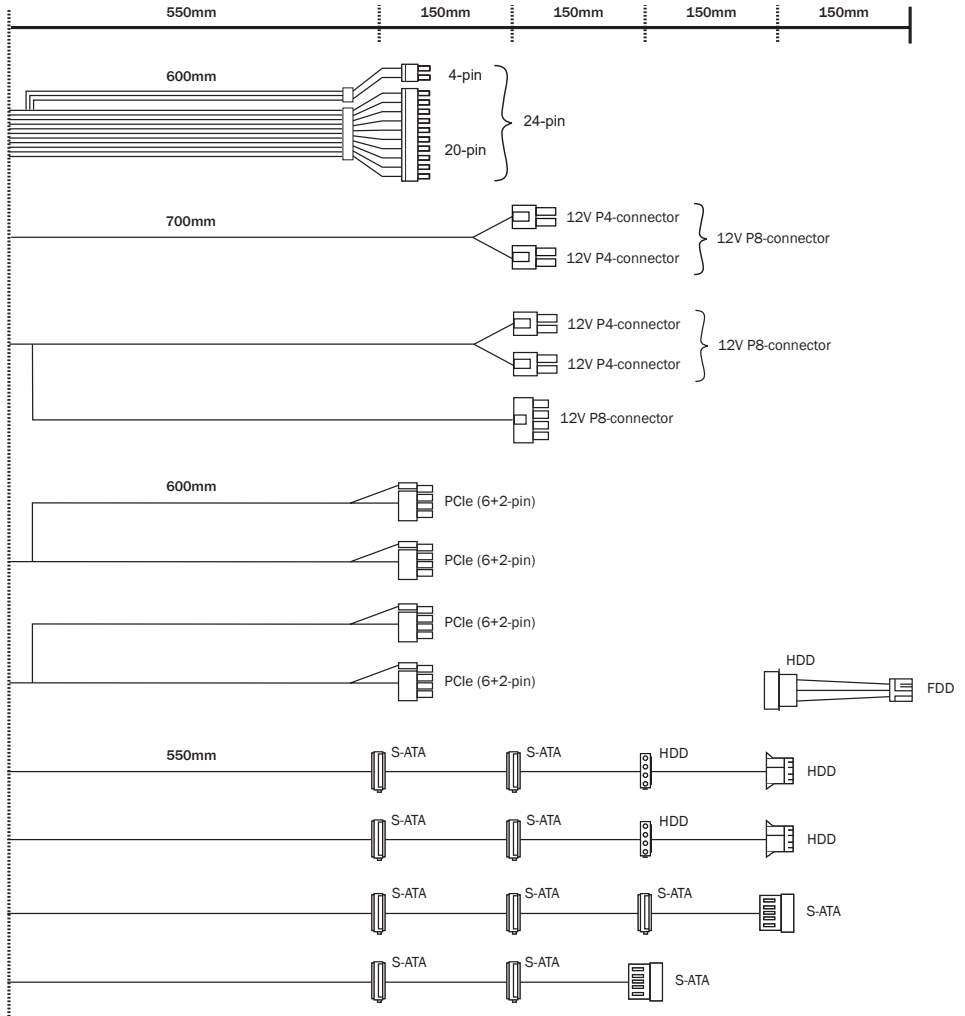 550mm 150mm 150mm 150mm 150mm
600mm
4-pin
24-pin
20-pin
700mm
12V P4-connector
12V P8-connector
12V P4-connector
12V P4-connector
12V P8-connector
12V P4-connector
12V P8-connector
600mm
PCIe (6+2-pin)
PCIe (6+2-pin)
PCIe (6+2-pin)
HDD
PCIe (6+2-pin)
FDD
550mm
S-ATA S-ATA HDD
HDD
S-ATA S-ATA HDD
HDD
S-ATA S-ATA S-ATA
S-ATA
S-ATA S-ATA
S-ATA